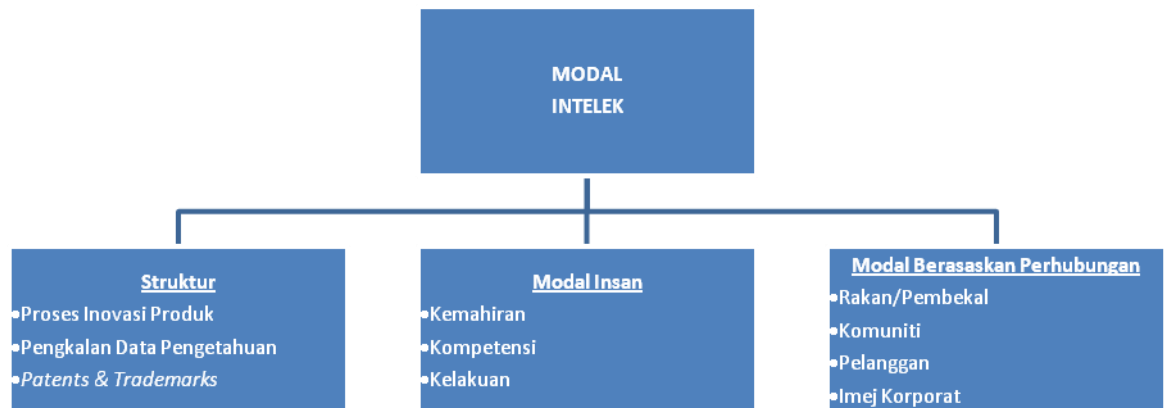 MODAL
INTELEK
Struktur
•Proses Inovasi Produk
•Pengkalan Data Pengetahuan
•Patents & Trademarks
Modal Insan
•Kemahiran
•Kompetensi
•Kelakuan
Modal Berasaskan Perhubungan
•Rakan/Pembekal
•Komuniti
•Pelanggan
•Imej Korporat